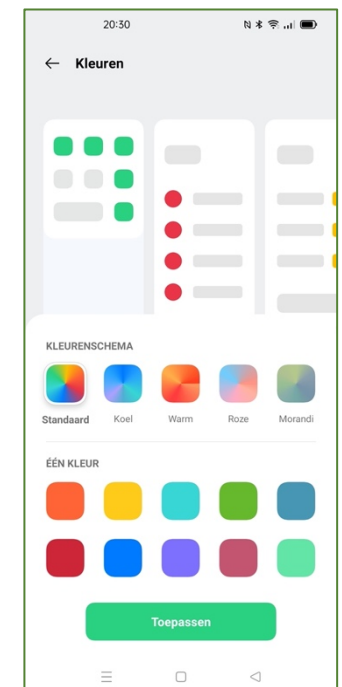 20:30
Kleuren
KLEURENSCHEMA
Standaard Koel Warm Roze Morandi
ÉÉN KLEUR
Toepassen